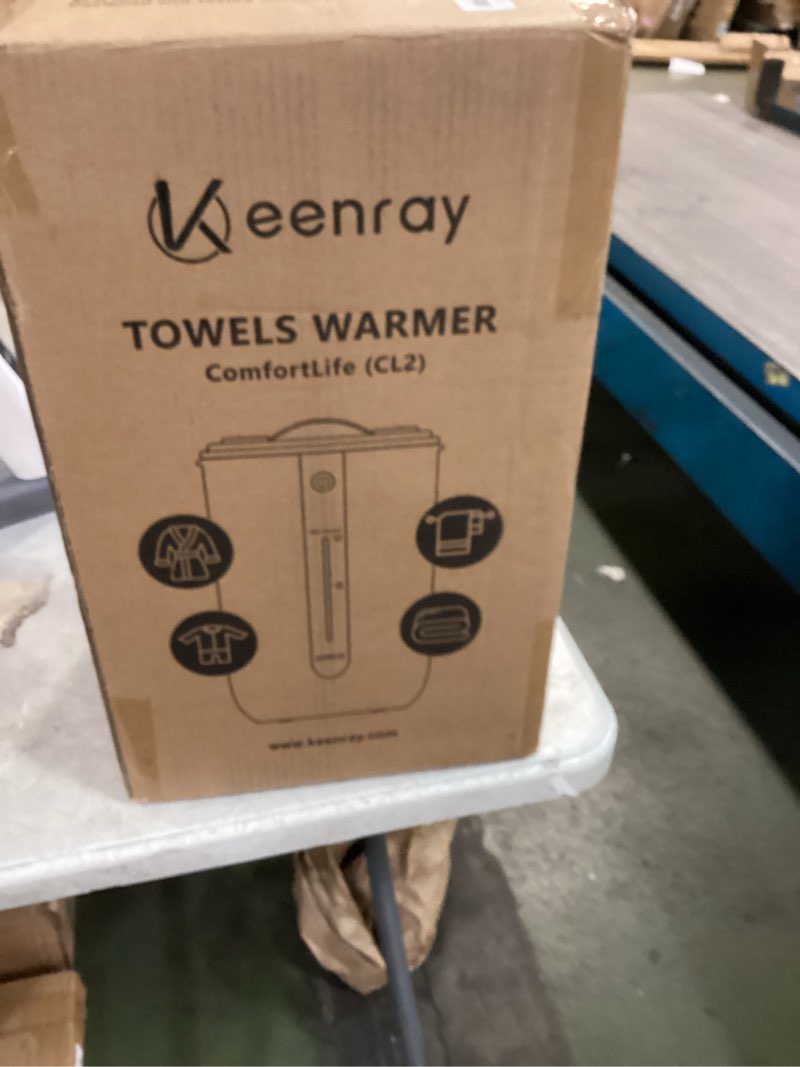 Keenray
TOWELS WARMER
ComfortLife (CL2)
www.keenray.com